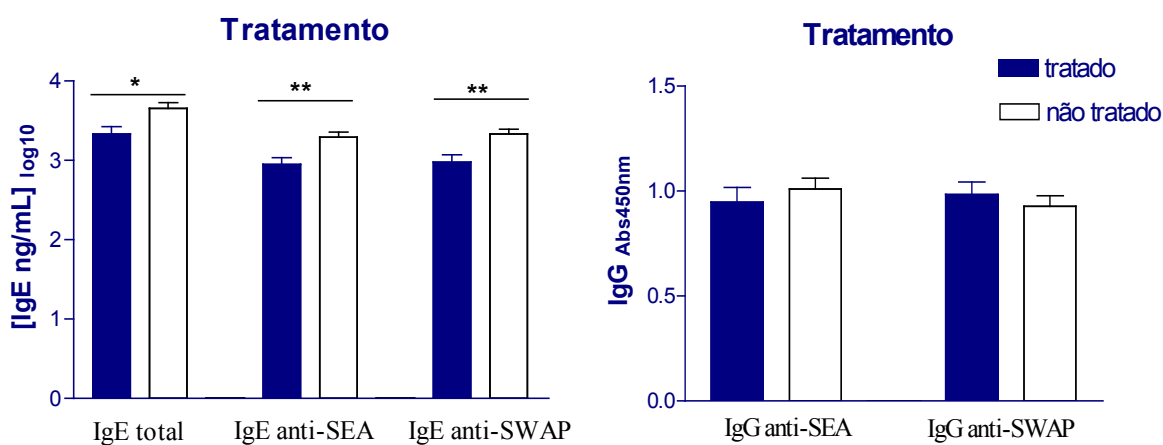 Tratamento
4
3
2
1
0
[IgE ng/mL] log10
*
**
**
IgE total
IgE anti-SEA
IgE anti-SWAP
Tratamento
tratado
não tratado
1.5
1.0
0.5
0.0
IgG Abs450nm
IgG anti-SEA
IgG anti-SWAP